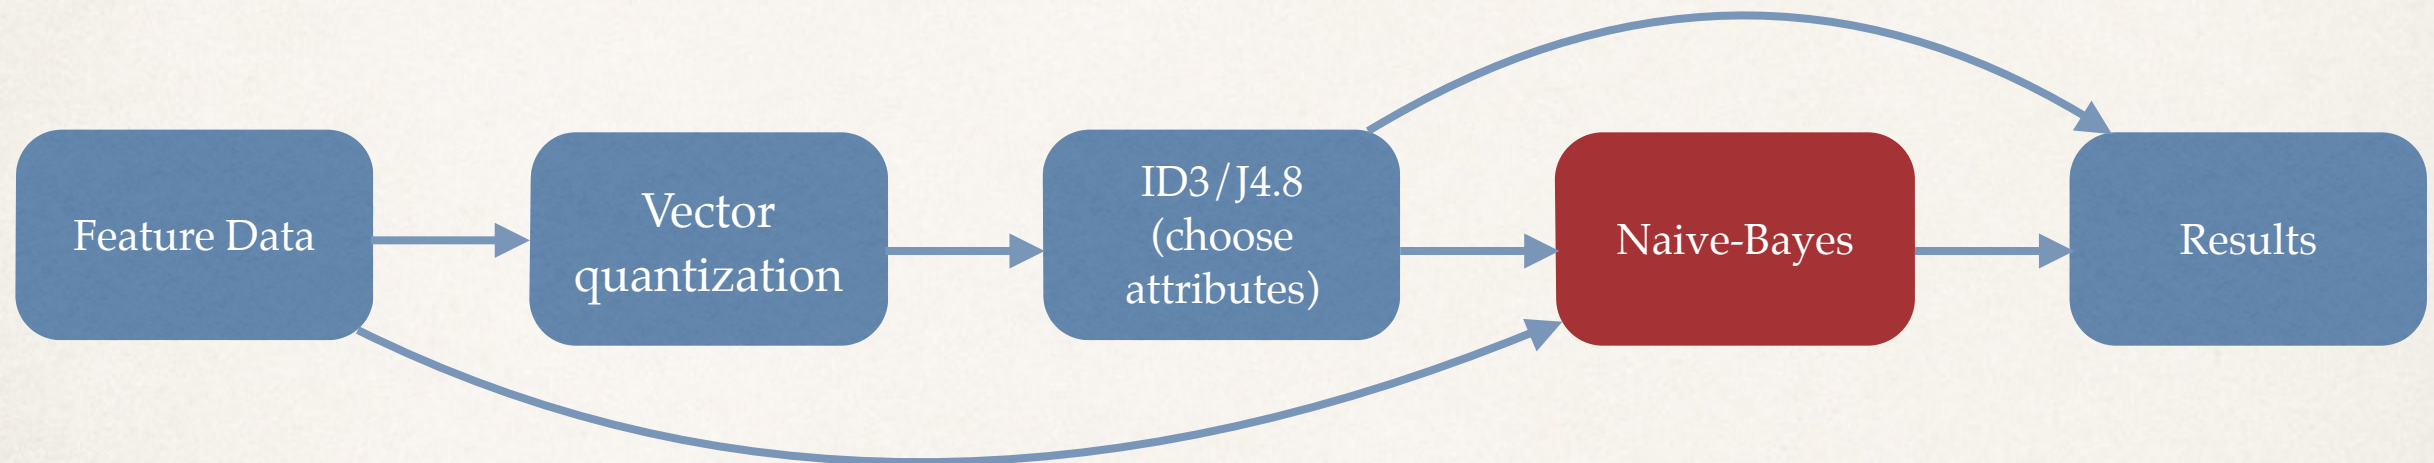 Feature Data
Vector
quantization
ID3/J4.8
(choose
attributes)
Naive-Bayes
Results